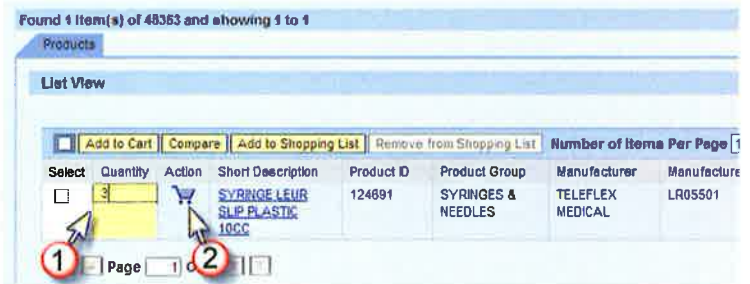 Found 1 item(s) of 48363 and showing 1 to 1
Products
List View
Add to Cart Compare Add to Shopping List Remove from Shopping List Number of Items Per Page 1
Select Quantity Action Short Description Product ID Product Group Manufacturer Manufacture
3 SYRINGE LEUR 124691 SYRINGES & TELEFLEX LR05501
SLIP PLASTIC NEEDLES MEDICAL
10CC
1 Page 1 2